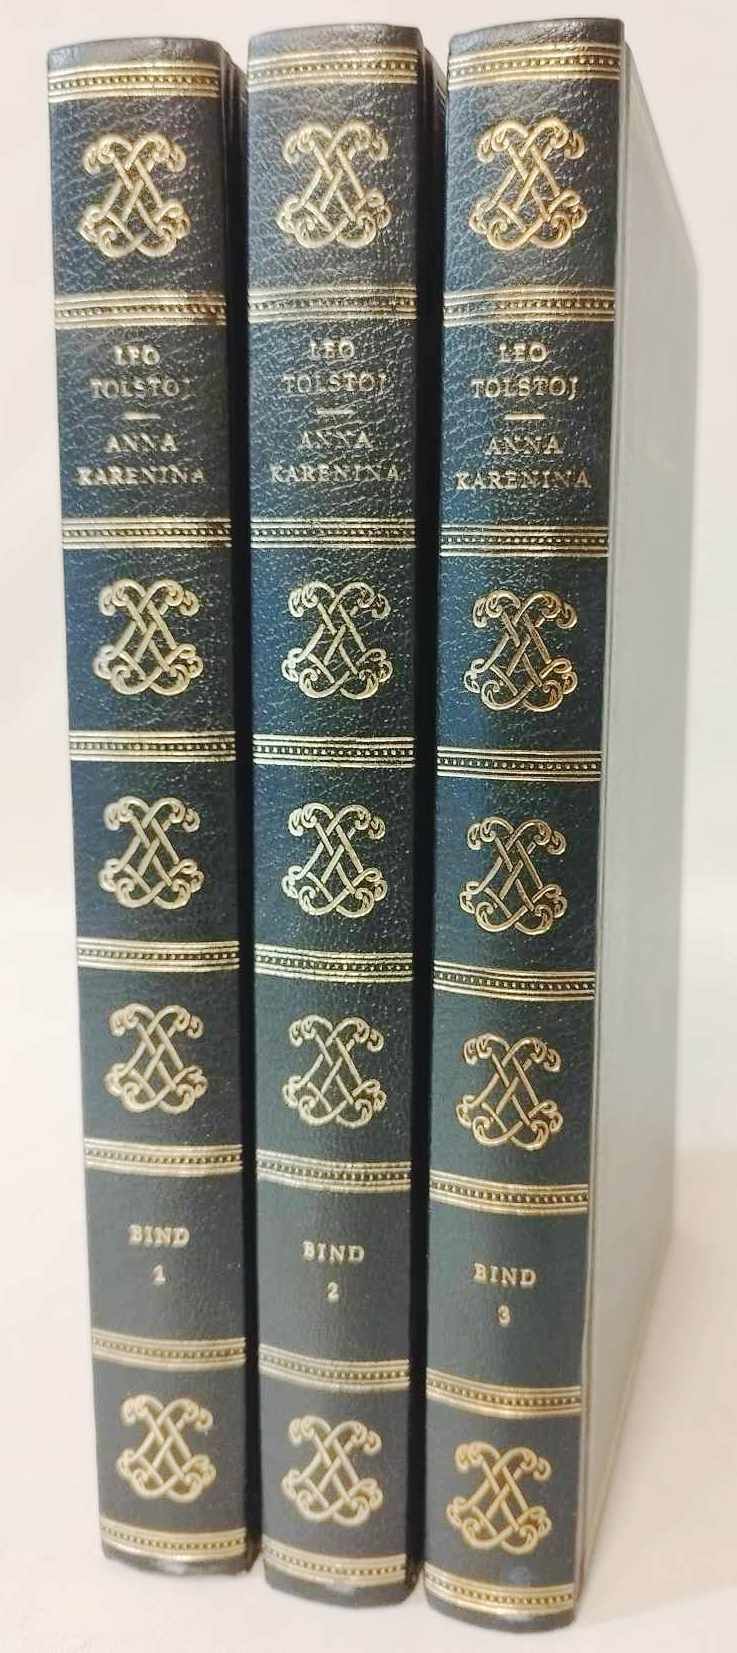 LEO
TOLSTOJ
ANNA
KARENINA
BIND
1
LEO
TOLSTOJ
ANNA
KARENINA
BIND
2
LEO
TOLSTOJ
ANNA
KARENINA
BIND
3